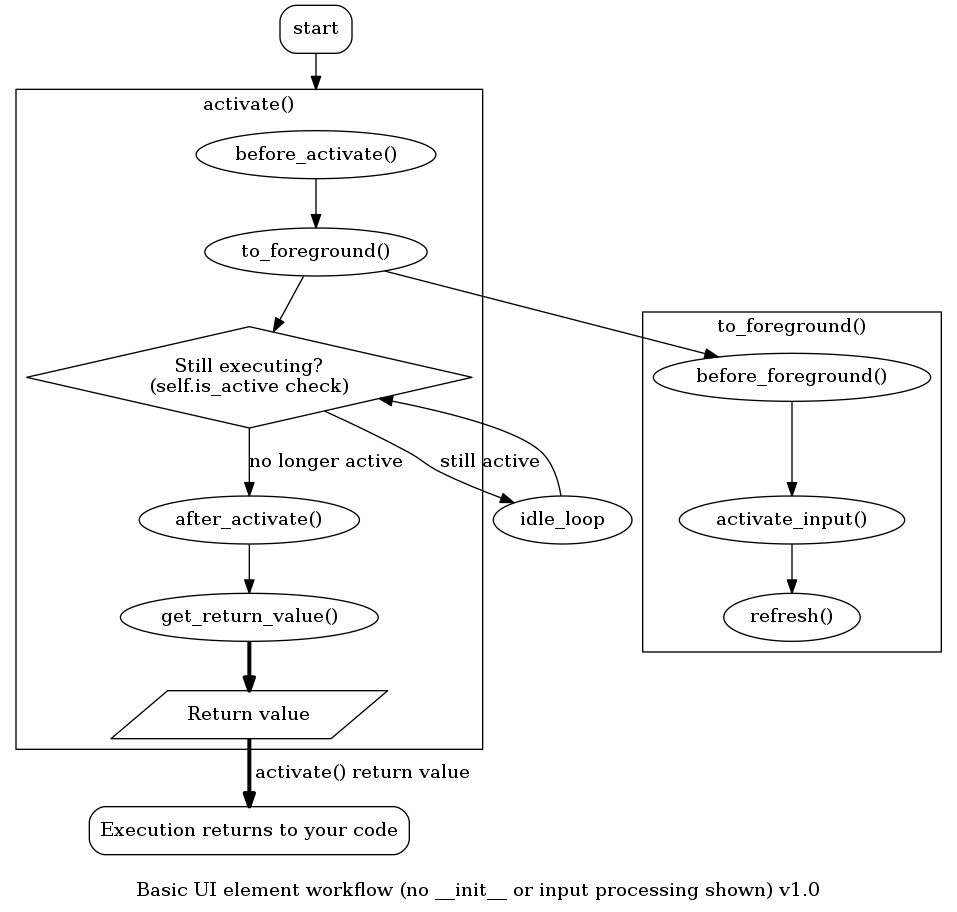 start
activate()
before_activate()
to_foreground()
to_foreground()
Still executing?
(self.is_active check)
before_foreground()
no longer active
still active
after_activate()
idle_loop
activate_input()
get_return_value()
refresh()
Return value
activate() return value
Execution returns to your code
Basic UI element workflow (no __init__ or input processing shown) v1.0